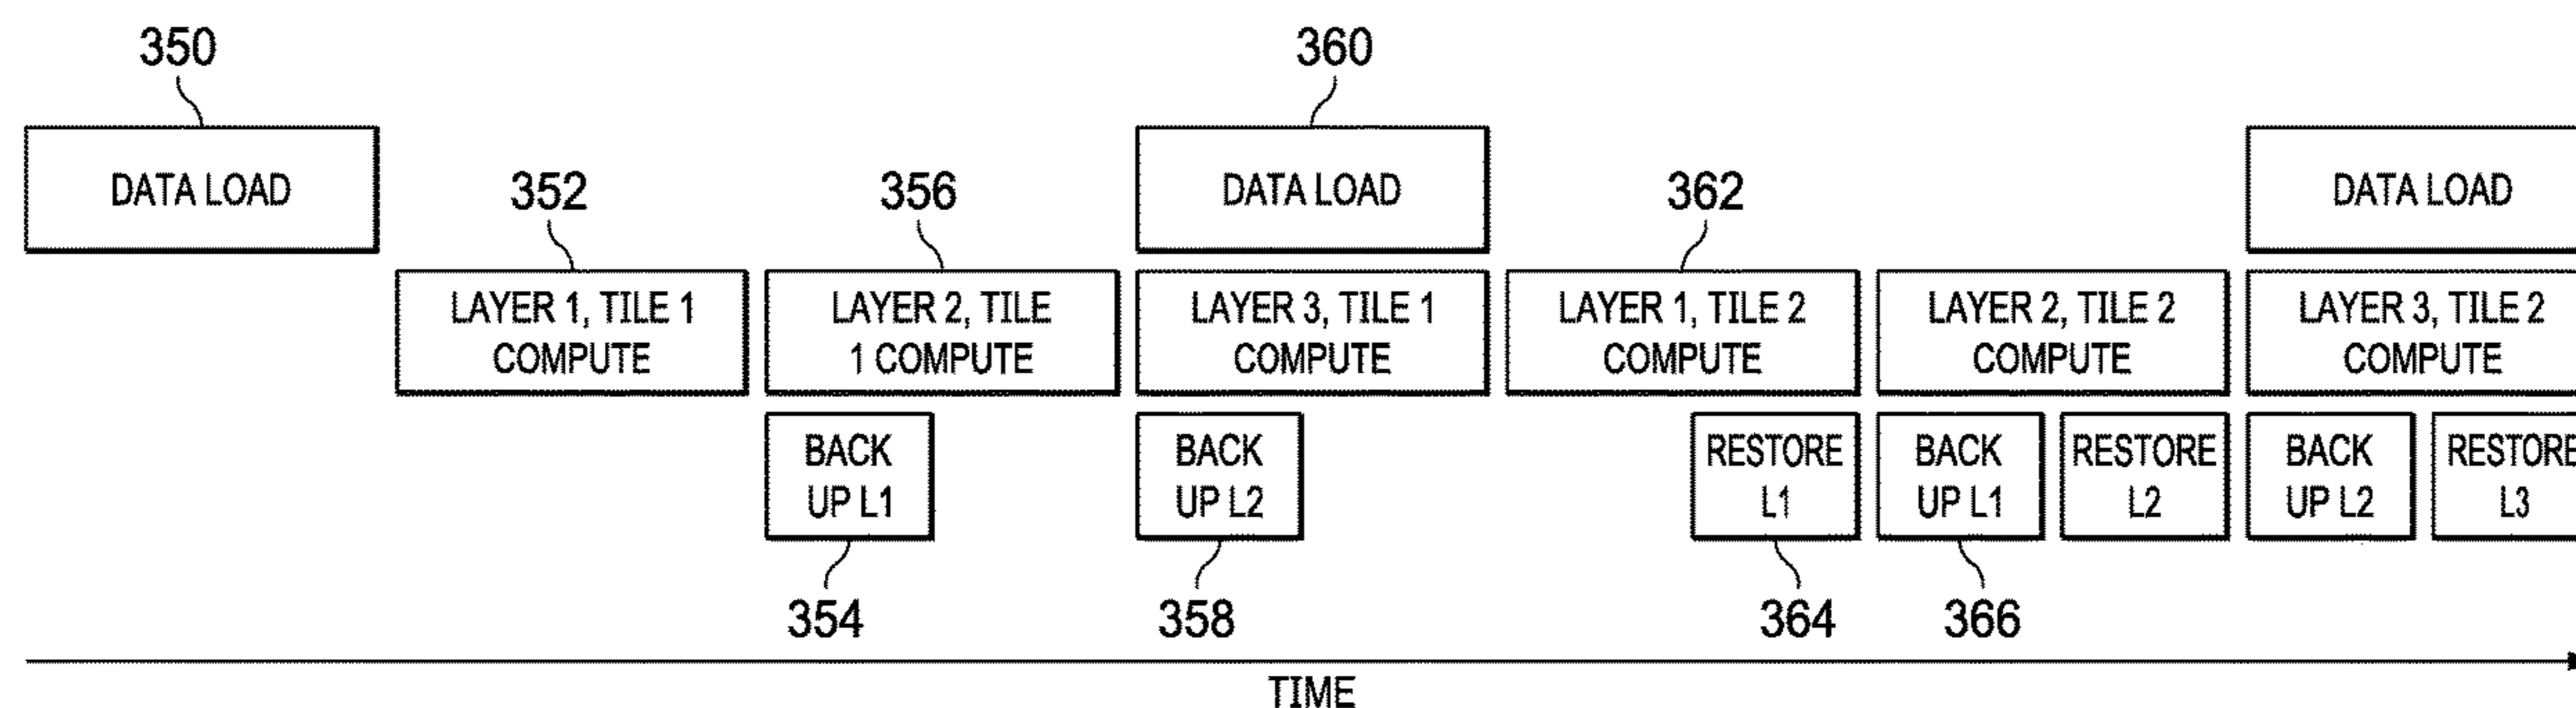 350
360
DATA LOAD
352
356
DATA LOAD
362
DATA LOAD
LAYER 1, TILE 1
COMPUTE
LAYER 2, TILE
1 COMPUTE
LAYER 3, TILE 1
COMPUTE
LAYER 1, TILE 2
COMPUTE
LAYER 2, TILE 2
COMPUTE
LAYER 3, TILE 2
COMPUTE
BACK
UP L1
BACK
UP L2
RESTORE
L1
BACK
UP L1
RESTORE
L2
BACK
UP L2
RESTORE
L3
354
358
364
366
TIME